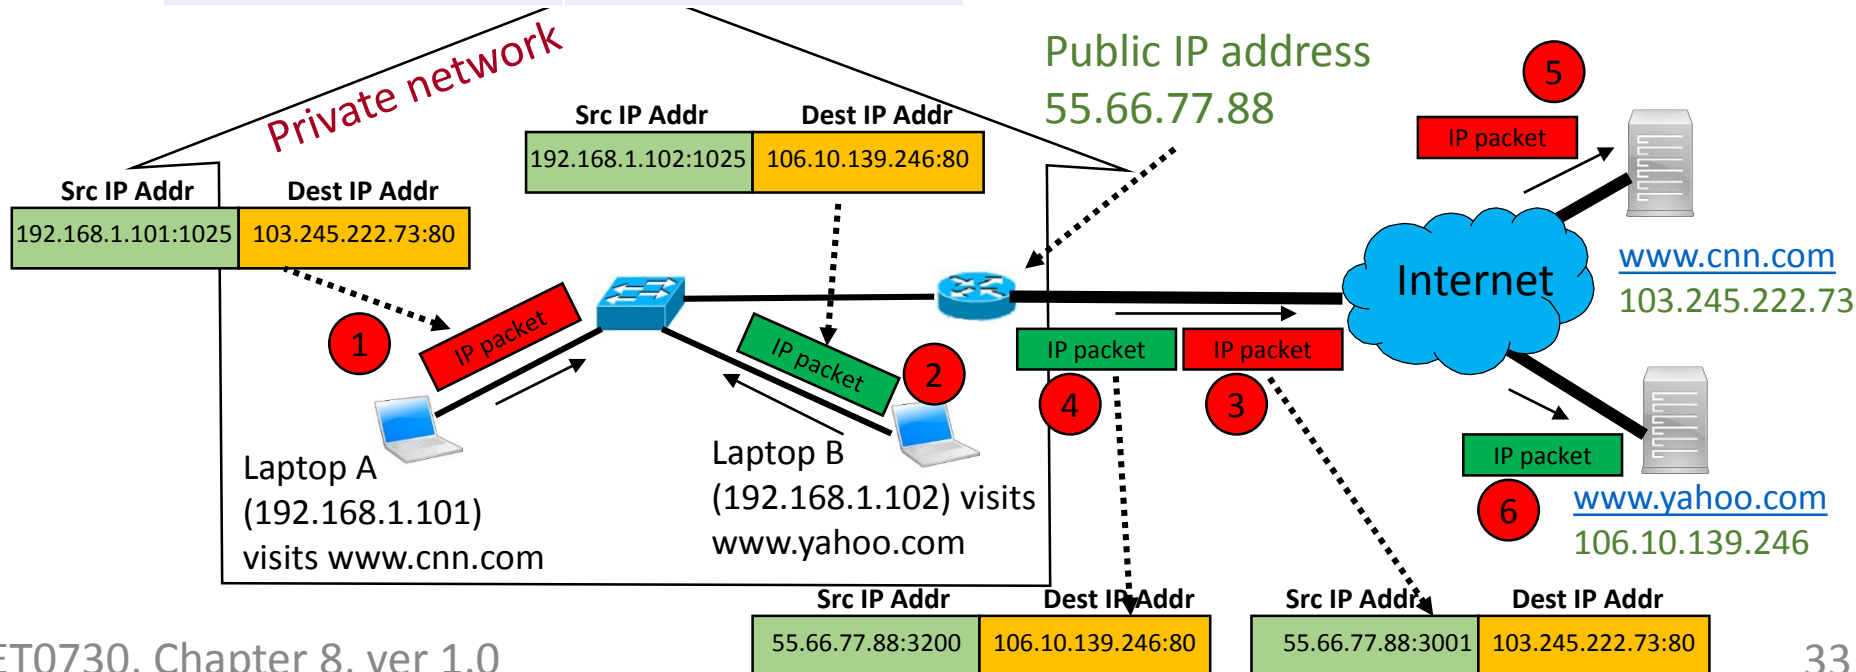 Private network
Public IP address
55.66.77.88
5
IP packet
Src IP Addr Dest IP Addr
192.168.1.102:1025 106.10.139.246:80
Src IP Addr Dest IP Addr
192.168.1.101:1025 103.245.222.73:80
www.cnn.com
103.245.222.73
Internet
1
IP packet
IP packet
2
IP packet
IP packet
4
3
Laptop A
(192.168.1.101)
visits www.cnn.com
Laptop B
(192.168.1.102) visits
www.yahoo.com
IP packet
6
www.yahoo.com
106.10.139.246
Src IP Addr Dest IP Addr
55.66.77.88:3200 106.10.139.246:80
Src IP Addr Dest IP Addr
55.66.77.88:3001 103.245.222.73:80
ET0730, Chapter 8, ver 1.0
33